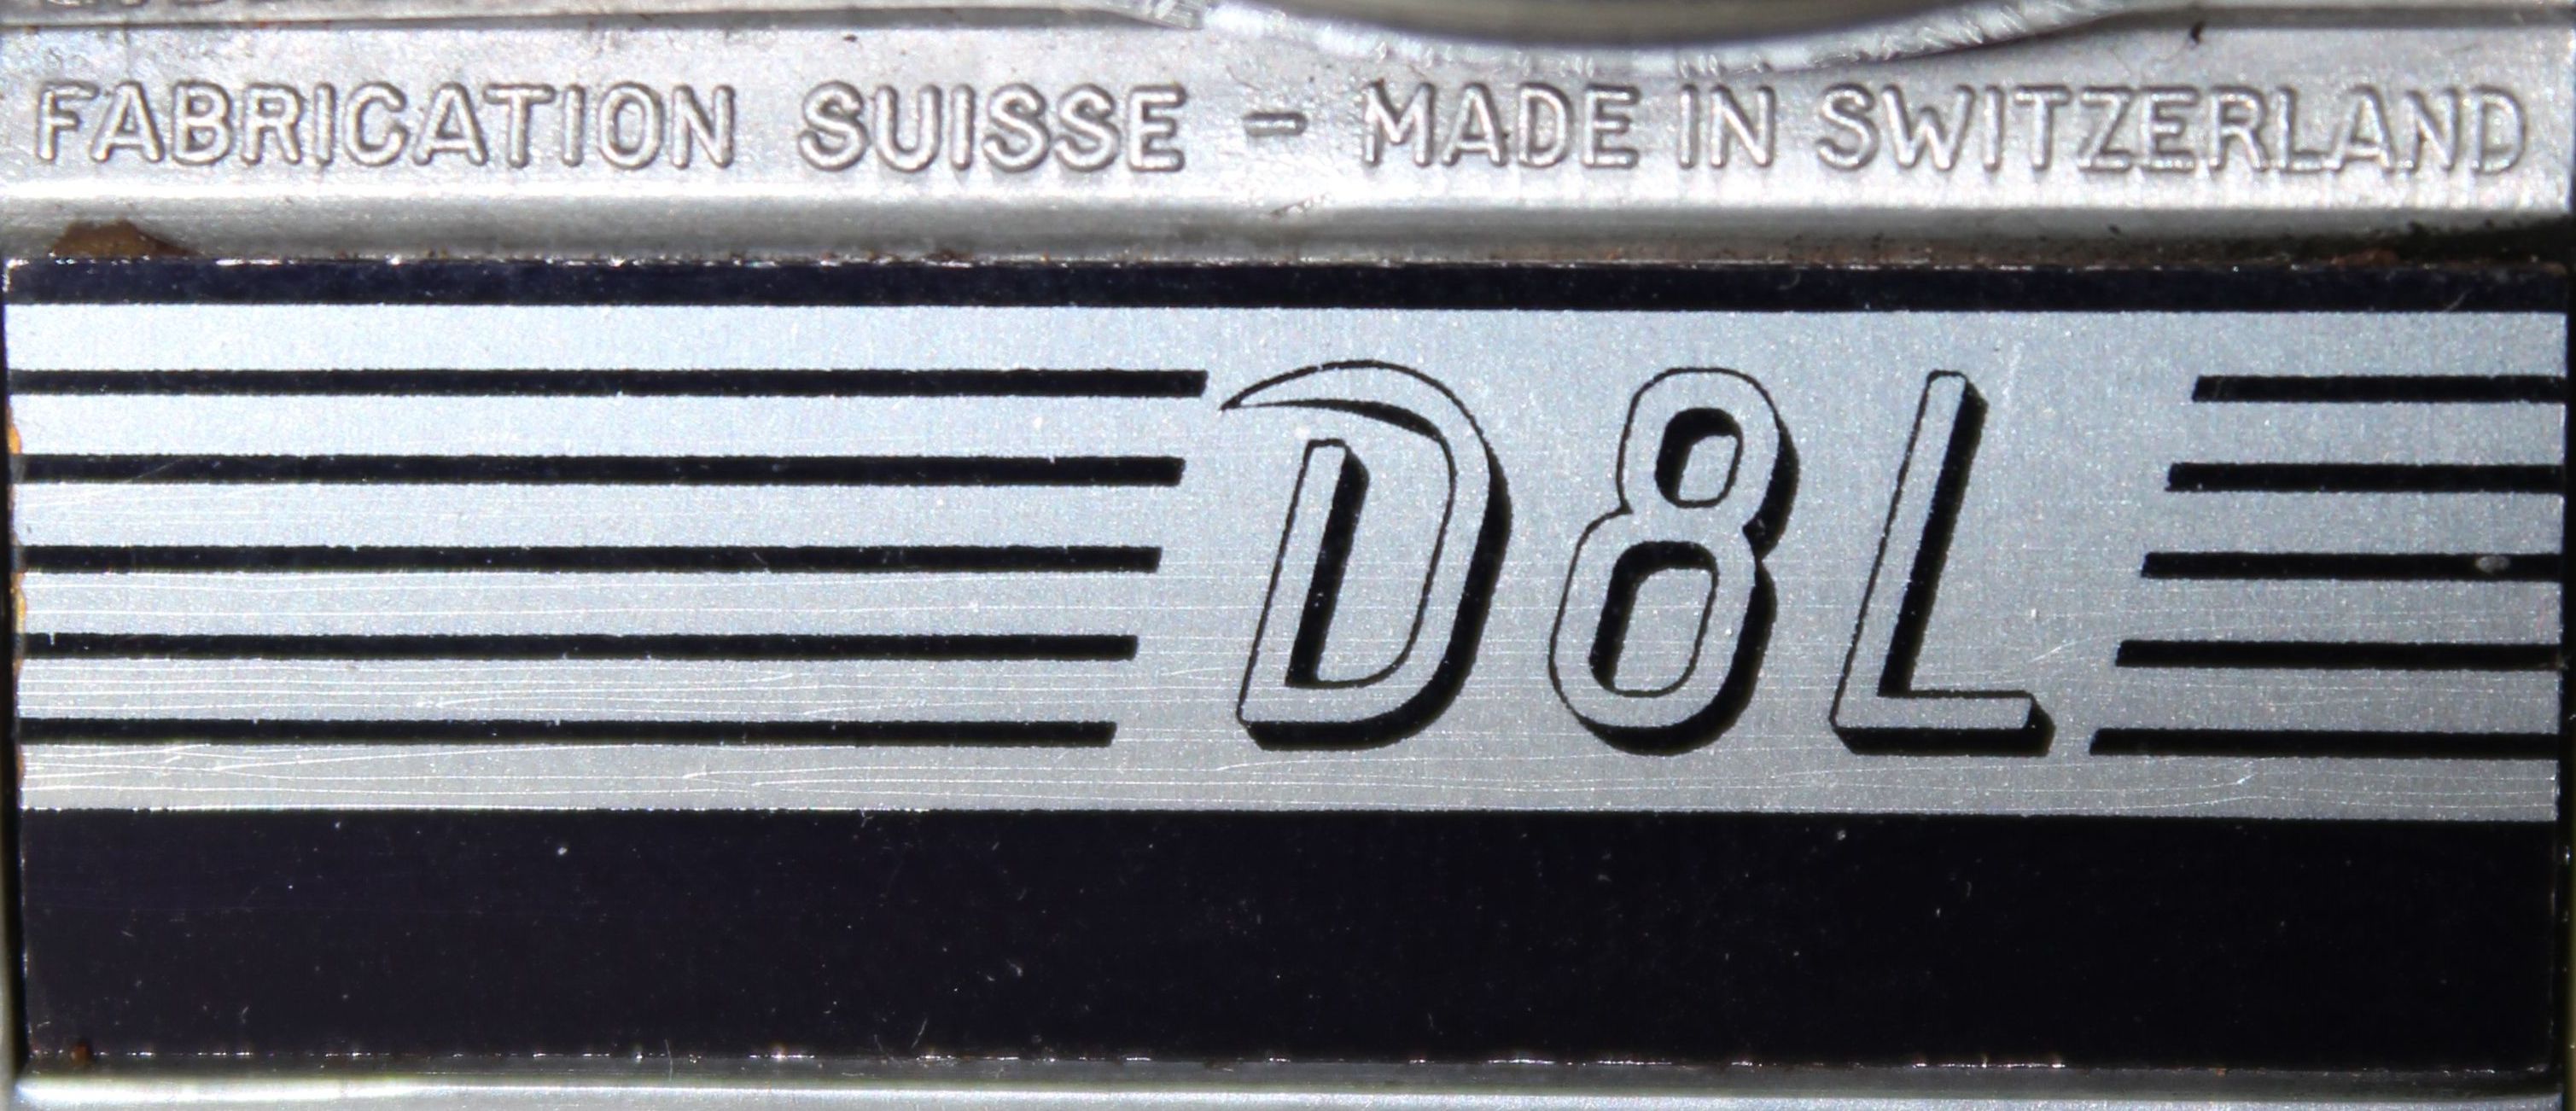 FABRICATION SUISSE - MADE IN SWITZERLAND
D8L